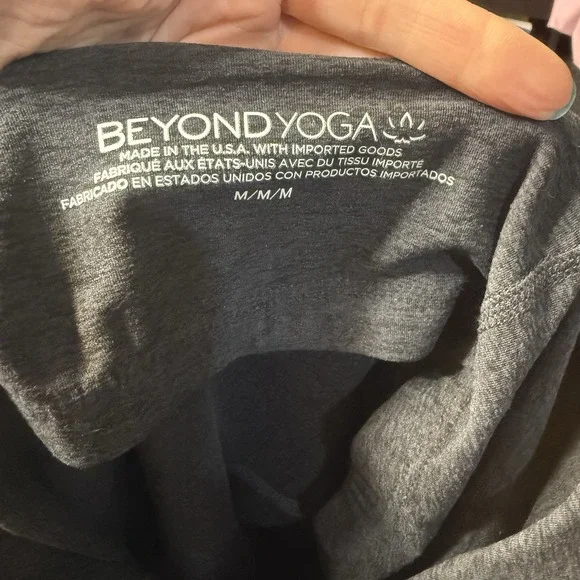 BEYOND YOGA
MADE IN THE U.S.A. WITH IMPORTED GOODS
FABRIQUÉ AUX ÉTATS-UNIS AVEC DU TISSU IMPORTÉ
FABRICADO EN ESTADOS UNIDOS CON PRODUCTOS IMPORTADOS
M/M/M